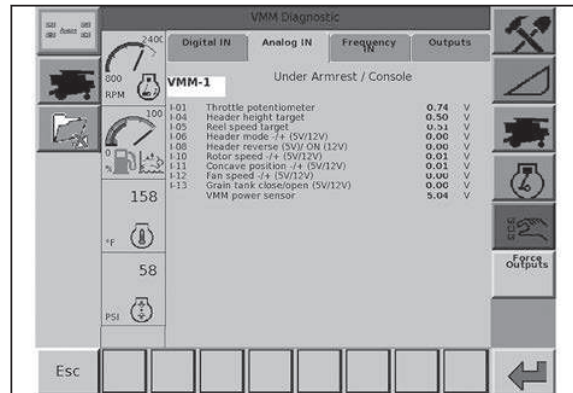 VMM Diagnostic
Digital IN
Analog IN
Frequency IN
Outputs
2400
800
RPM
VMM-1
Under Armrest / Console
I-01 Throttle potentiometer 0.74 V
I-04 Header height target 0.50 V
I-05 Reel speed target 0.51 V
I-06 Header mode -/+ (5V/12V) 0.00 V
I-08 Header reverse (5V)/ ON (12V) 0.00 V
I-10 Rotor speed -/+ (5V/12V) 0.01 V
I-11 Concave position -/+ (5V/12V) 0.01 V
I-12 Fan speed -/+ (5V/12V) 0.00 V
I-13 Grain tank close/open (5V/12V) 0.00 V
VMM power sensor 5.04 V
100
0
%
158
°F
58
PSI
Force
Outputs
Esc